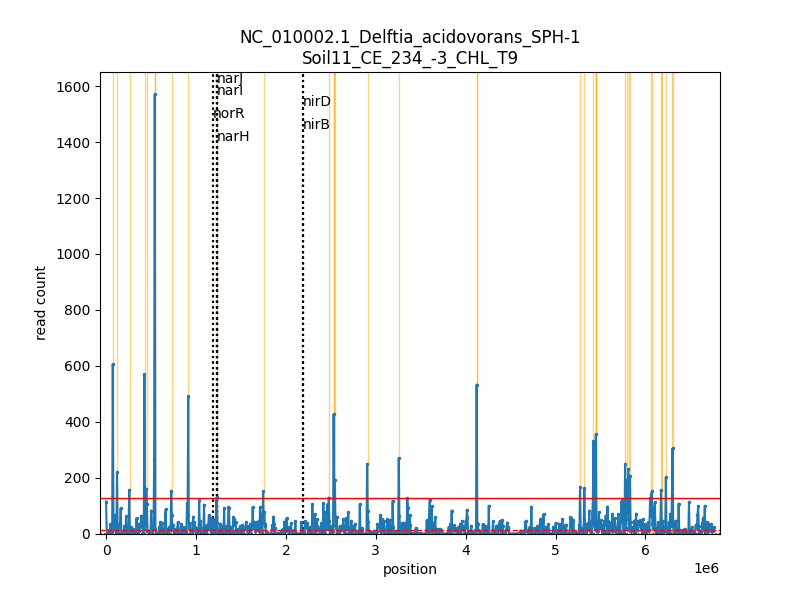 NC_010002.1_Delftia_acidovorans_SPH-1
Soil11_CE_234_-3_CHL_T9
narJ
narI
norR
narH
nirD
nirB
read count
1600
1400
1200
1000
800
600
400
200
0
0 1 2 3 4 5 6
1e6
position